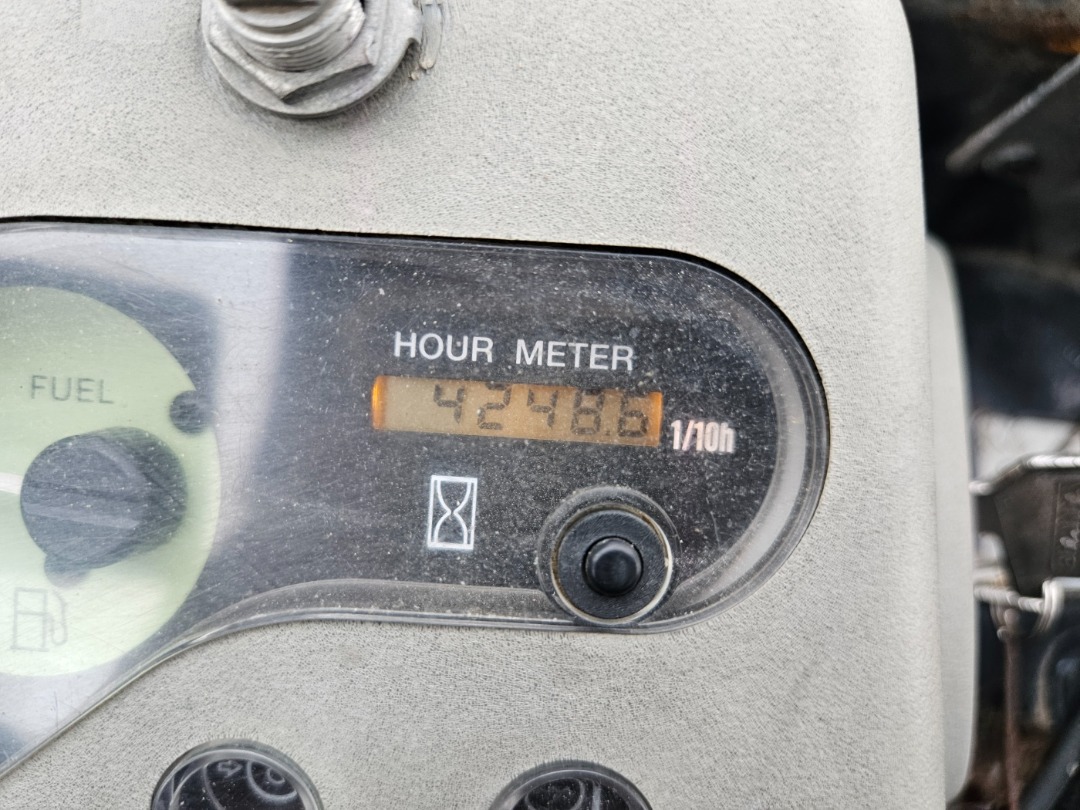 HOUR METER
FUEL
4248.6
1/10h